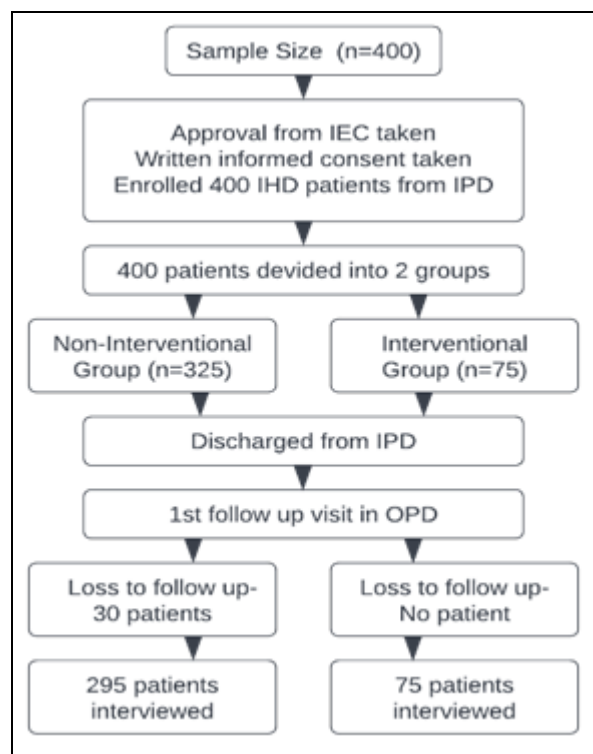 Sample Size (n=400)
Approval from IEC taken
Written informed consent taken
Enrolled 400 IHD patients from IPD
400 patients devided into 2 groups
Non-Interventional
Group (n=325)
Interventional
Group (n=75)
Discharged from IPD
1st follow up visit in OPD
Loss to follow up-
30 patients
Loss to follow up-
No patient
295 patients
interviewed
75 patients
interviewed